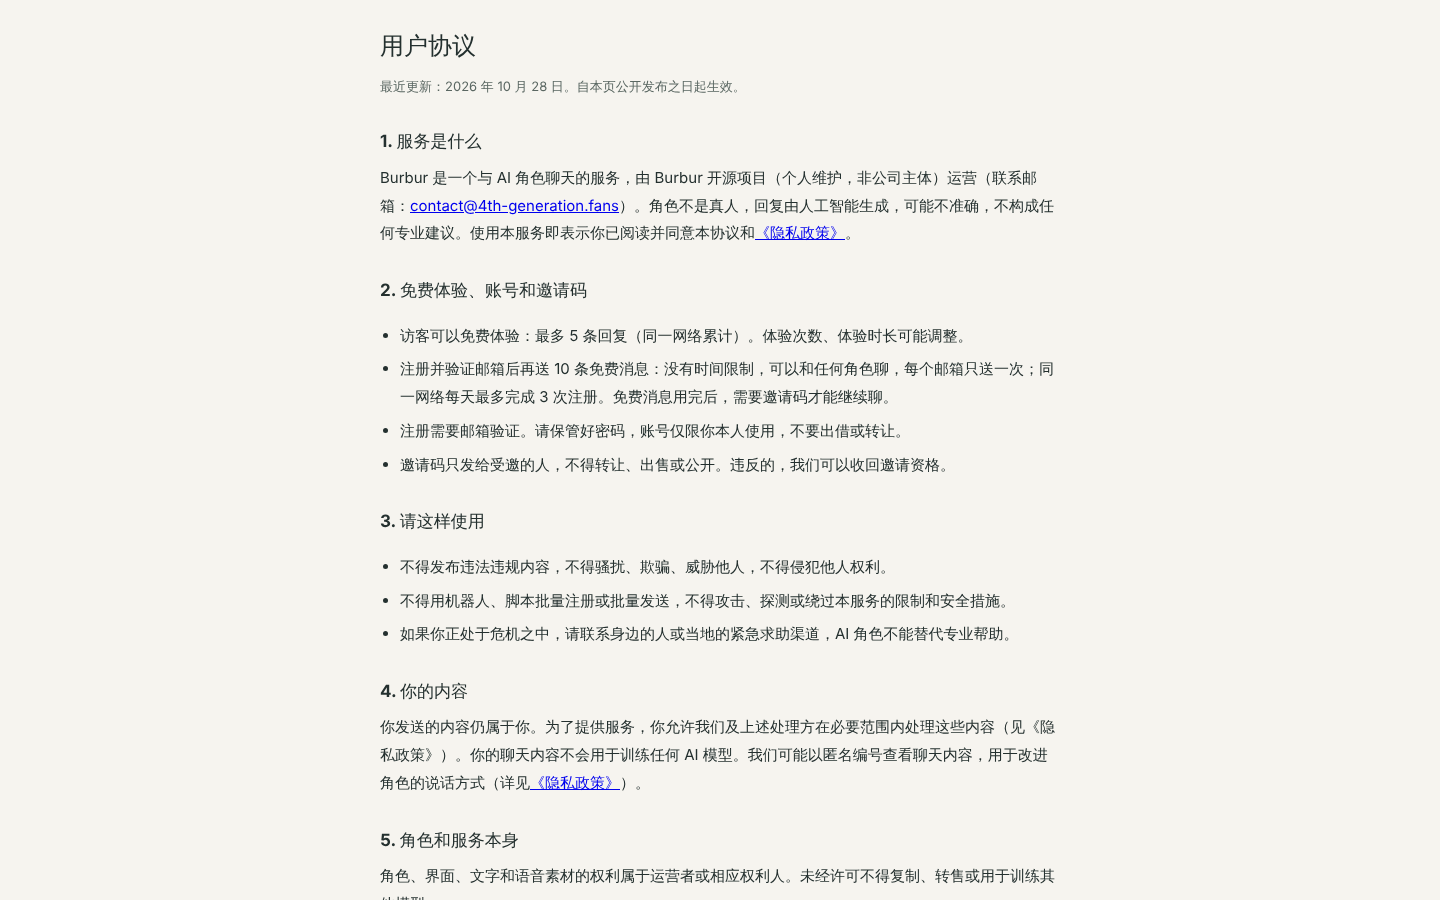 用户协议
最近更新：2026 年 10 月 28 日。自本页公开发布之日起生效。
1. 服务是什么
Burbur 是一个与 AI 角色聊天的服务，由 Burbur 开源项目（个人维护，非公司主体）运营（联系邮
箱：contact@4th-generation.fans）。角色不是真人，回复由人工智能生成，可能不准确，不构成任
何专业建议。使用本服务即表示你已阅读并同意本协议和《隐私政策》。
2. 免费体验、账号和邀请码
• 访客可以免费体验：最多 5 条回复（同一网络累计）。体验次数、体验时长可能调整。
• 注册并验证邮箱后再送 10 条免费消息：没有时间限制，可以和任何角色聊，每个邮箱只送一次；同
一网络每天最多完成 3 次注册。免费消息用完后，需要邀请码才能继续聊。
• 注册需要邮箱验证。请保管好密码，账号仅限你本人使用，不要出借或转让。
• 邀请码只发给受邀的人，不得转让、出售或公开。违反的，我们可以收回邀请资格。
3. 请这样使用
• 不得发布违法违规内容，不得骚扰、欺骗、威胁他人，不得侵犯他人权利。
• 不得用机器人、脚本批量注册或批量发送，不得攻击、探测或绕过本服务的限制和安全措施。
• 如果你正处于危机之中，请联系身边的人或当地的紧急求助渠道，AI 角色不能替代专业帮助。
4. 你的内容
你发送的内容仍属于你。为了提供服务，你允许我们及上述处理方在必要范围内处理这些内容（见《隐
私政策》）。你的聊天内容不会用于训练任何 AI 模型。我们可能以匿名编号查看聊天内容，用于改进
角色的说话方式（详见《隐私政策》）。
5. 角色和服务本身
角色、界面、文字和语音素材的权利属于运营者或相应权利人。未经许可不得复制、转售或用于训练其